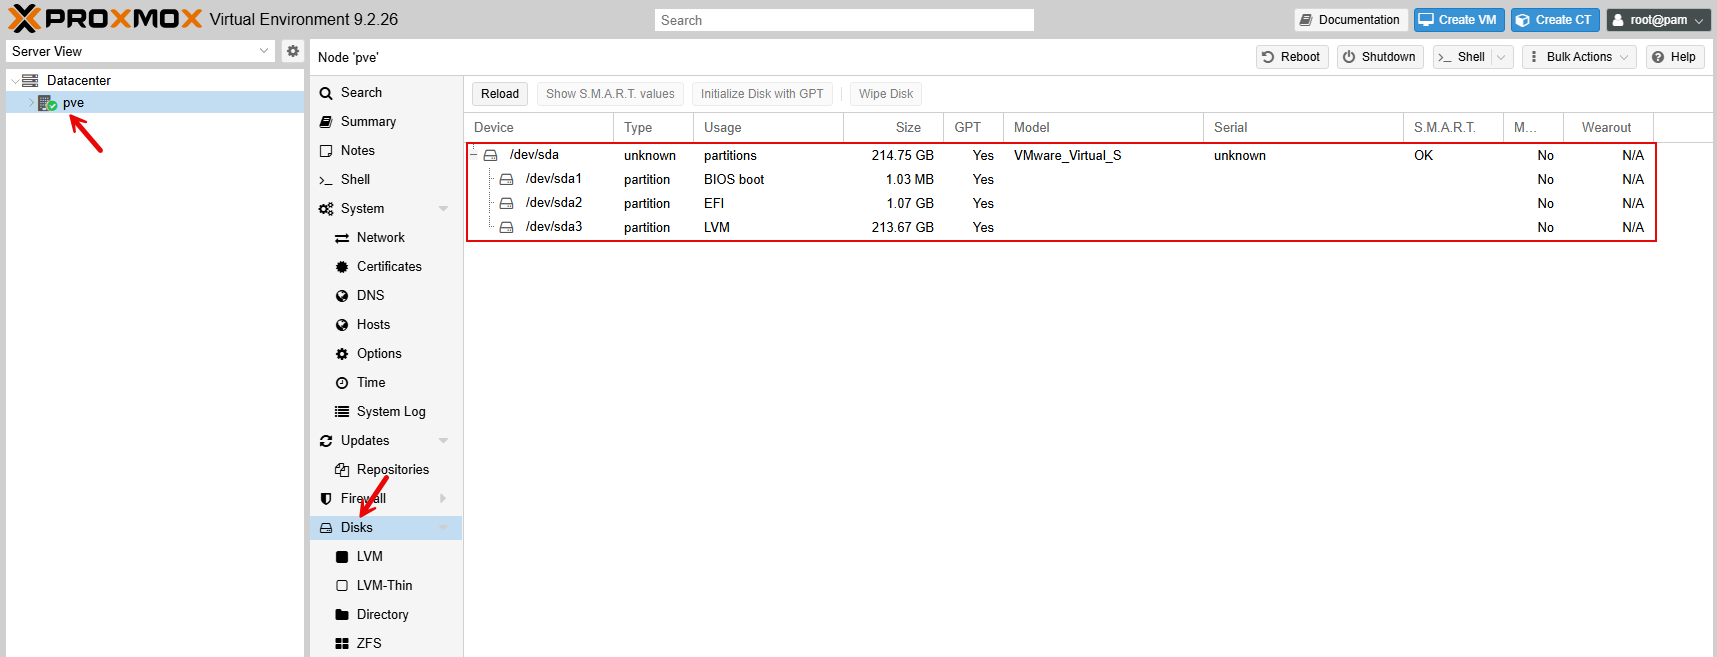 PROXMOX Virtual Environment 9.2.26 Search Documentation Create VM Create CT root@pam
Server View
Datacenter
pve
Node 'pve' Reboot Shutdown Shell Bulk Actions Help
Search
Summary
Notes
Shell
System
Network
Certificates
DNS
Hosts
Options
Time
System Log
Updates
Repositories
Firewall
Disks
LVM
LVM-Thin
Directory
ZFS
Reload Show S.M.A.R.T. values Initialize Disk with GPT Wipe Disk
Device Type Usage Size GPT Model Serial S.M.A.R.T. M... Wearout
/dev/sda unknown partitions 214.75 GB Yes VMware_Virtual_S unknown OK No N/A
/dev/sda1 partition BIOS boot 1.03 MB Yes No N/A
/dev/sda2 partition EFI 1.07 GB Yes No N/A
/dev/sda3 partition LVM 213.67 GB Yes No N/A